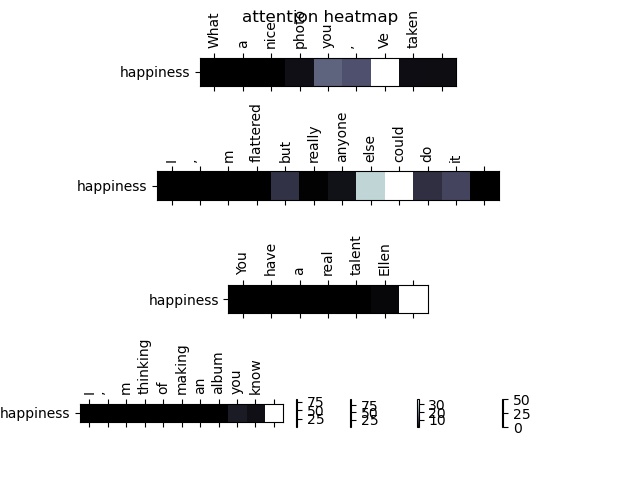 attention heatmap
What a nice photo you , Ve taken
happiness
I , m flattered but really anyone else could do it
happiness
You have a real talent Ellen
happiness
I , m thinking of making an album you know
happiness
75 50 25
75 50 25
30 20 10
50 25 0